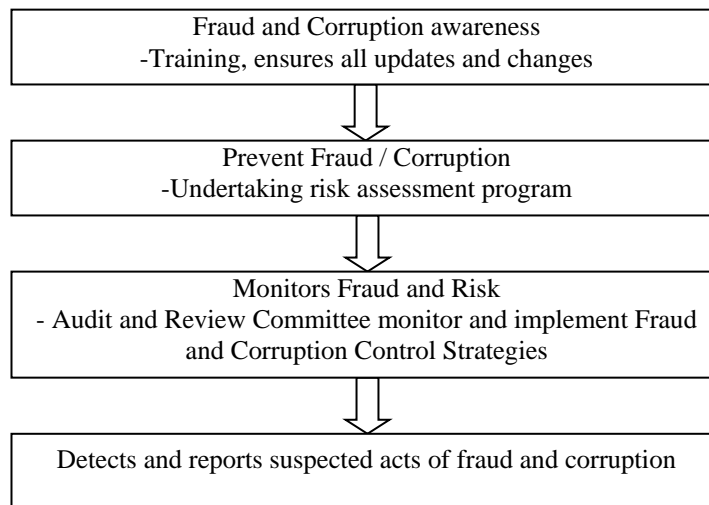 Fraud and Corruption awareness
-Training, ensures all updates and changes
Prevent Fraud / Corruption
-Undertaking risk assessment program
Monitors Fraud and Risk
- Audit and Review Committee monitor and implement Fraud
and Corruption Control Strategies
Detects and reports suspected acts of fraud and corruption